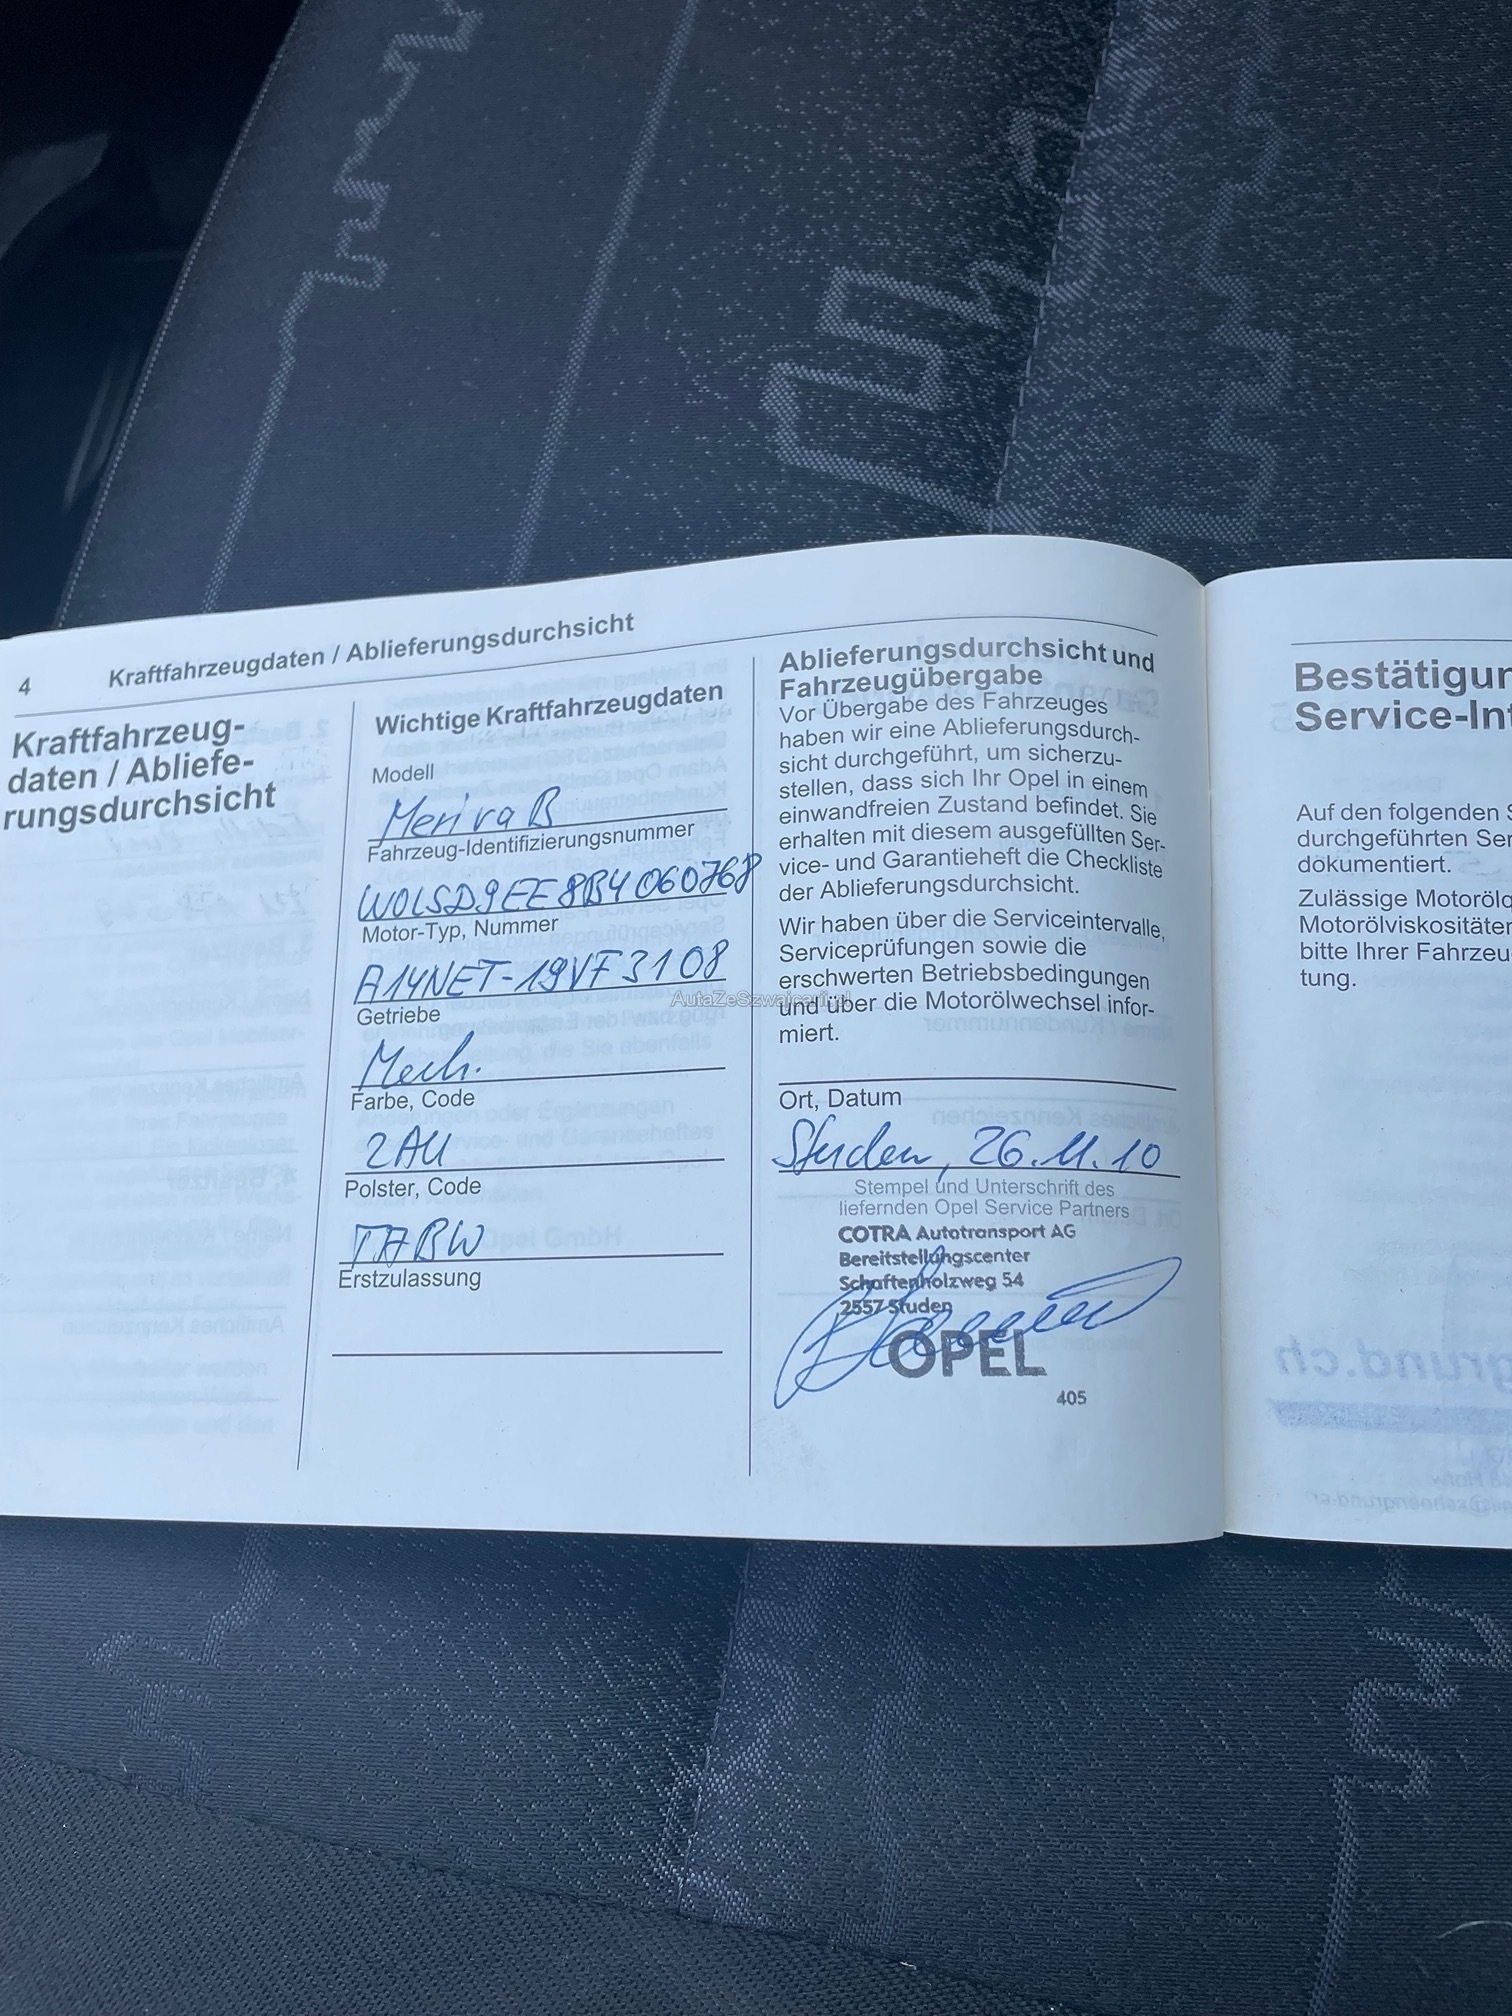 4
Kraftfahrzeugdaten / Ablieferungsdurchsicht
Kraftfahrzeug-
daten / Abliefe-
rungsdurchsicht
Wichtige Kraftfahrzeugdaten
Modell
Meriva B
Fahrzeug-Identifizierungsnummer
W0LSD9EE8B4060768
Motor-Typ, Nummer
A14NET-19VF3108
Getriebe
Mech.
Farbe, Code
2AU
Polster, Code
TABW
Erstzulassung
Ablieferungsdurchsicht und
Fahrzeugübergabe
Vor Übergabe des Fahrzeuges
haben wir eine Ablieferungsdurch-
sicht durchgeführt, um sicherzu-
stellen, dass sich Ihr Opel in einem
einwandfreien Zustand befindet. Sie
erhalten mit diesem ausgefüllten Ser-
vice- und Garantieheft die Checkliste
der Ablieferungsdurchsicht.
Wir haben über die Serviceintervalle,
Serviceprüfungen sowie die
erschwerten Betriebsbedingungen
und über die Motorölwechsel infor-
miert.
Ort, Datum
Studen, 26.11.10
Stempel und Unterschrift des
liefernden Opel Service Partners
COTRA Autotransport AG
Bereitstellungscenter
Schaftenholzweg 54
2557 Studen
OPEL
405
Bestätigun
Service-Int
Auf den folgenden S
durchgeführten Ser
dokumentiert.
Zulässige Motorölq
Motorölviskositäten
bitte Ihrer Fahrzeu
tung.